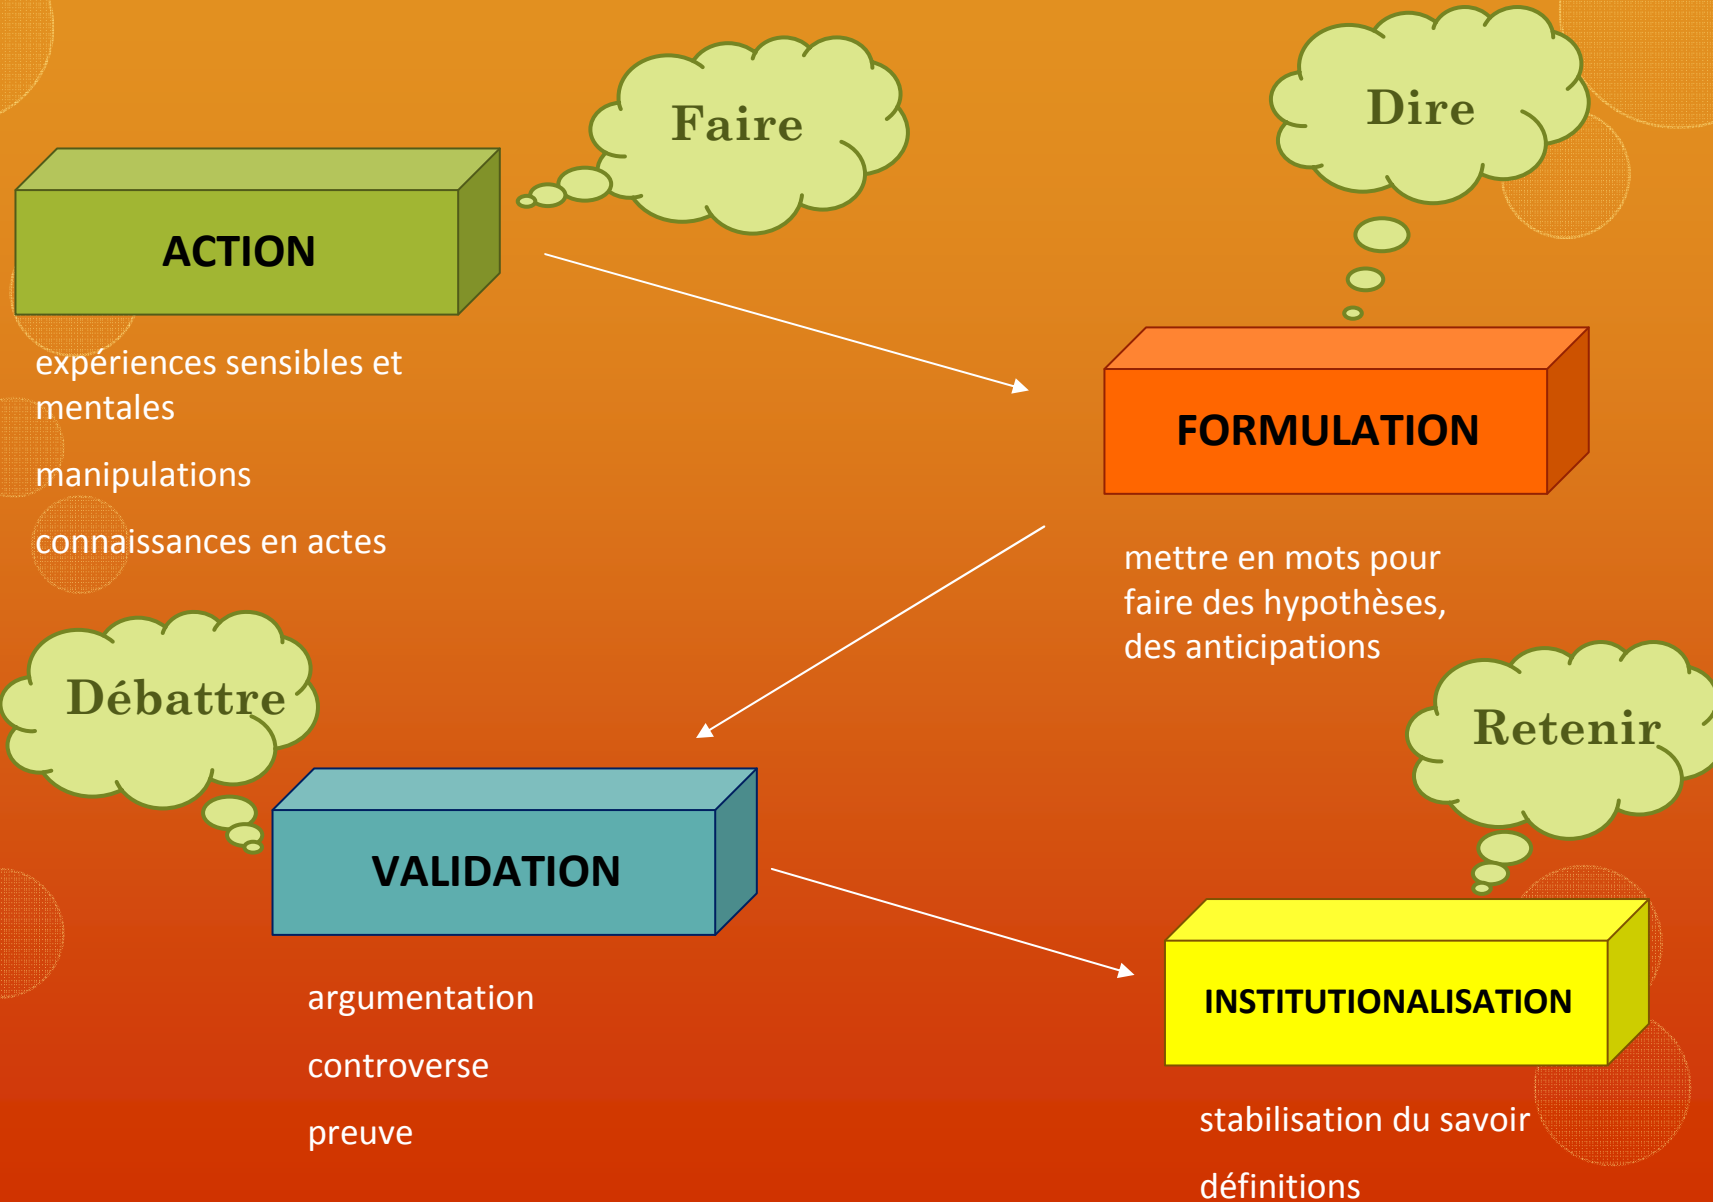 Faire
Dire
ACTION
expériences sensibles et
mentales
manipulations
connaissances en actes
FORMULATION
mettre en mots pour
faire des hypothèses,
des anticipations
Débattre
VALIDATION
argumentation
controverse
preuve
Retenir
INSTITUTIONALISATION
stabilisation du savoir
définitions